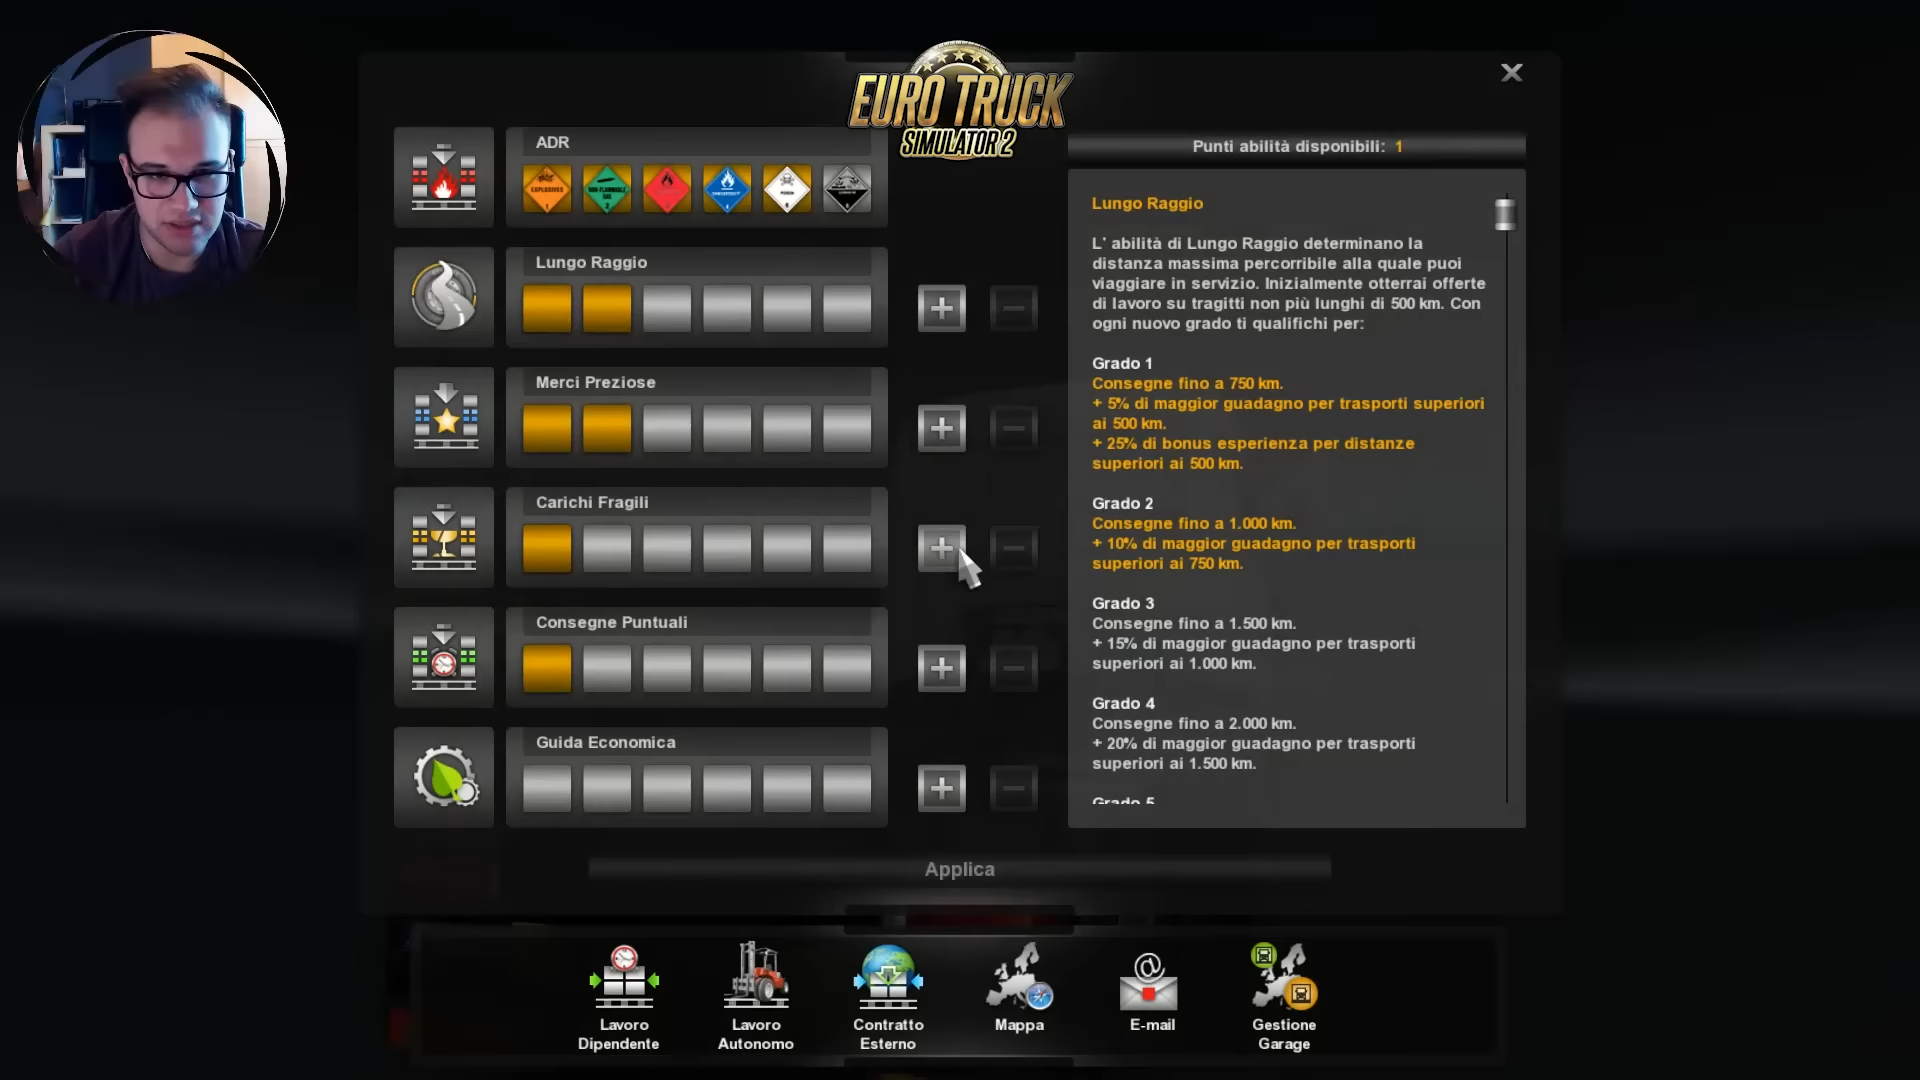 EURO TRUCK
SIMULATOR 2
ADR
EXPLOSIVES
Lungo Raggio
Merci Preziose
Carichi Fragili
Consegne Puntuali
Guida Economica
Punti abilità disponibili: 1
Lungo Raggio
L' abilità di Lungo Raggio determinano la
distanza massima percorribile alla quale puoi
viaggiare in servizio. Inizialmente otterrai offerte
di lavoro su tragitti non più lunghi di 500 km. Con
ogni nuovo grado ti qualifichi per:
Grado 1
Consegne fino a 750 km.
+ 5% di maggior guadagno per trasporti superiori
ai 500 km.
+ 25% di bonus esperienza per distanze
superiori ai 500 km.
Grado 2
Consegne fino a 1.000 km.
+ 10% di maggior guadagno per trasporti
superiori ai 750 km.
Grado 3
Consegne fino a 1.500 km.
+ 15% di maggior guadagno per trasporti
superiori ai 1.000 km.
Grado 4
Consegne fino a 2.000 km.
+ 20% di maggior guadagno per trasporti
superiori ai 1.500 km.
Grado 5
Applica
Lavoro
Dipendente
Lavoro
Autonomo
Contratto
Esterno
Mappa
E-mail
Gestione
Garage